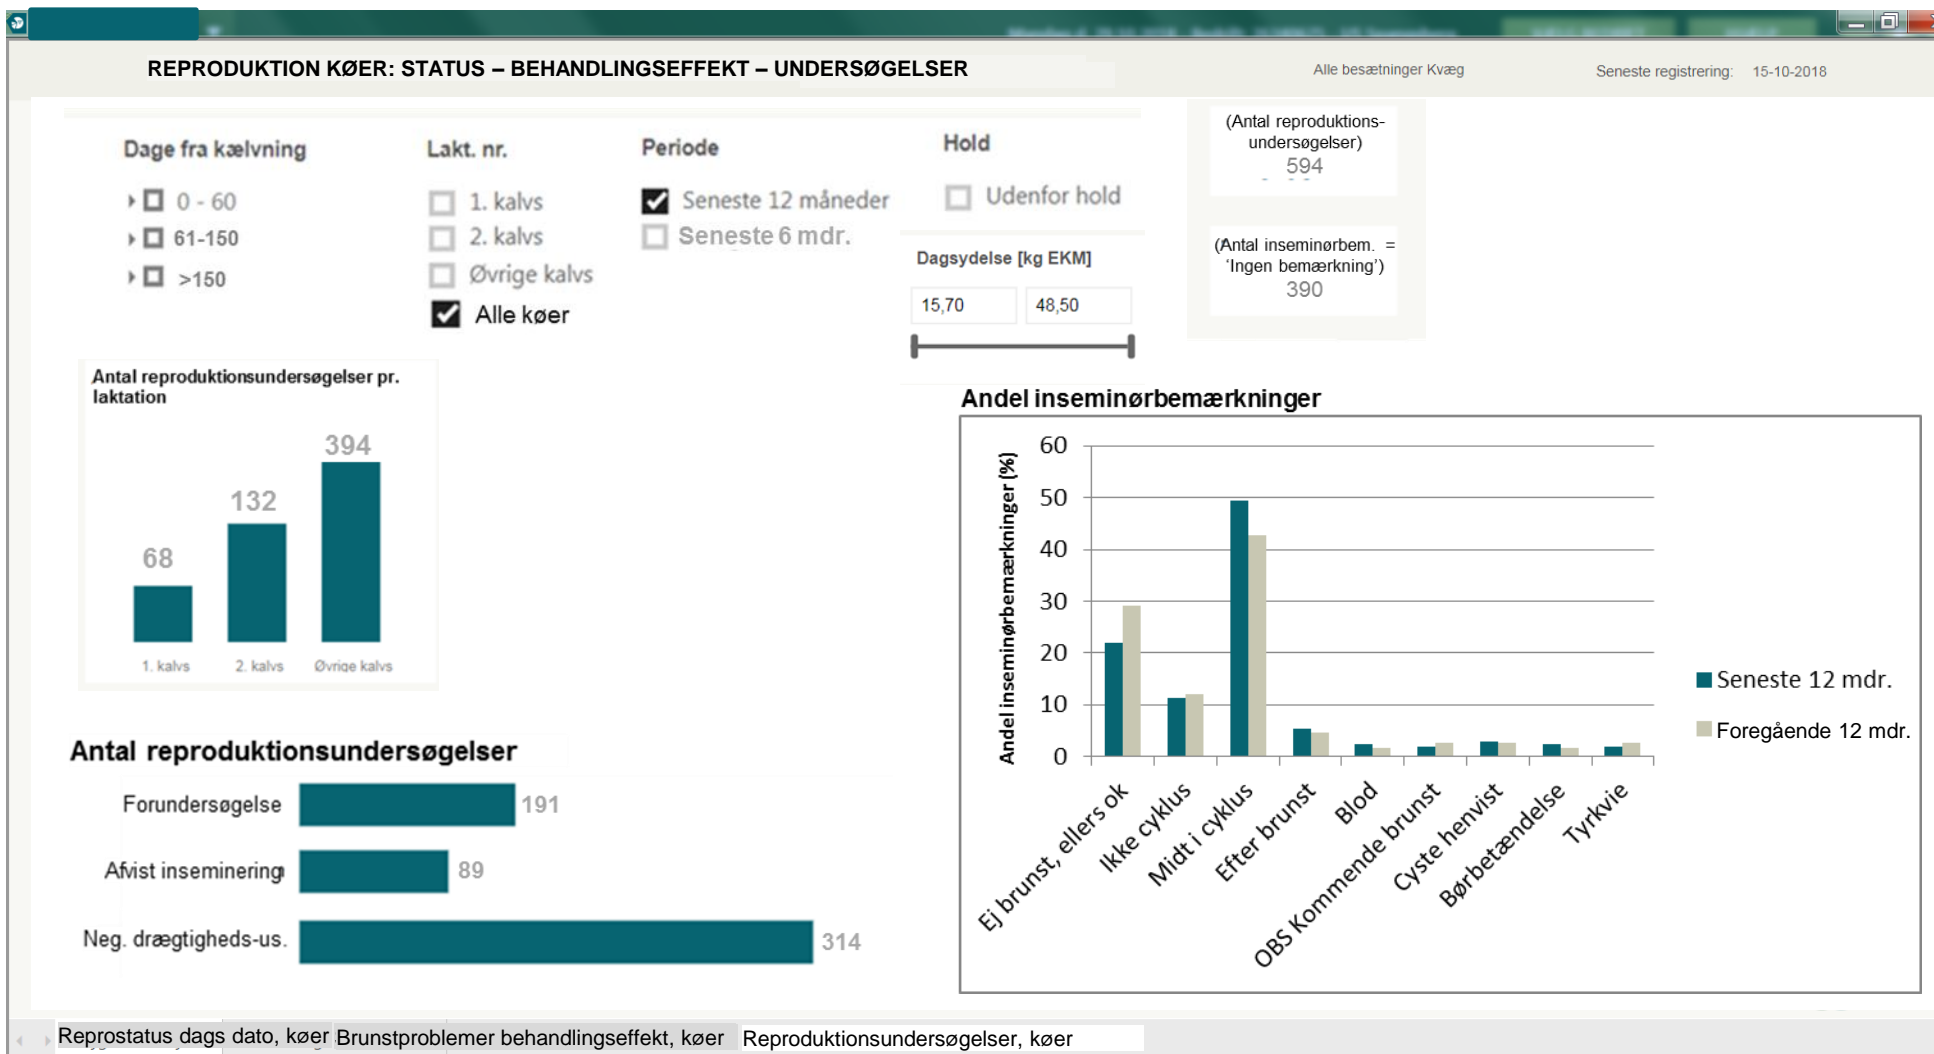 REPRODUKTION KØER: STATUS – BEHANDLINGSEFFEKT – UNDERSØGELSER
Alle besætninger Kvæg
Seneste registrering: 15-10-2018
Dage fra kælvning
0 - 60
61-150
>150
Lakt. nr.
1. kalvs
2. kalvs
Øvrige kalvs
Alle køer
Periode
Seneste 12 måneder
Seneste 6 mdr.
Hold
Udenfor hold
Dagsydelse [kg EKM]
15,70 48,50
(Antal reproduktions-
undersøgelser)
594
(Antal inseminørbem. =
‘Ingen bemærkning’)
390
Antal reproduktionsundersøgelser pr.
laktation
394
132
68
1. kalvs 2. kalvs Øvrige kalvs
Antal reproduktionsundersøgelser
Forundersøgelse 191
Afvist inseminering 89
Neg. drægtigheds-us. 314
Andel inseminørbemærkninger
Andel inseminørbemærkninger (%)
60
50
40
30
20
10
0
Ej brunst, ellers ok
Ikke cyklus
Midt i cyklus
Efter brunst
Blod
OBS Kommende brunst
Cyste henvist
Børbetændelse
Tyrkvie
Seneste 12 mdr.
Foregående 12 mdr.
Reprostatus dags dato, køer Brunstproblemer behandlingseffekt, køer Reproduktionsundersøgelser, køer